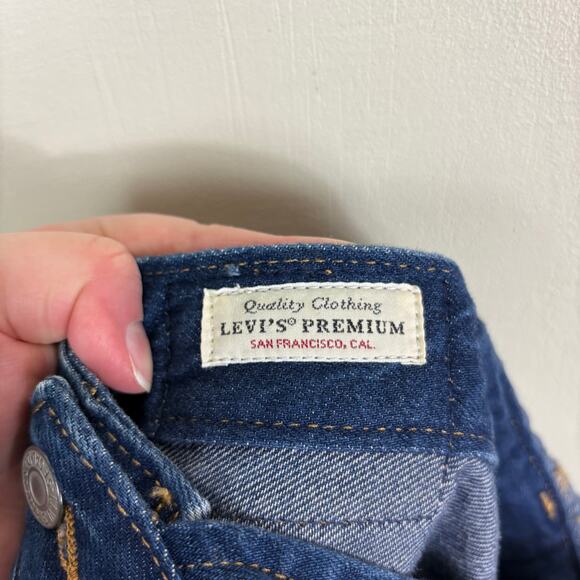 Quality Clothing
LEVI'S® PREMIUM
SAN FRANCISCO, CAL.